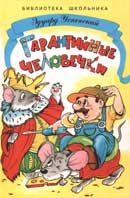 БИБЛИОТЕКА ШКОЛЬНИКА
Эдуард Успенский
Гарантийные
человечки